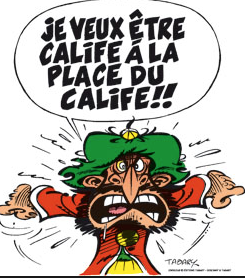 JE VEUX ÊTRE
CALIFE À LA
PLACE DU
CALIFE!!
TABARY